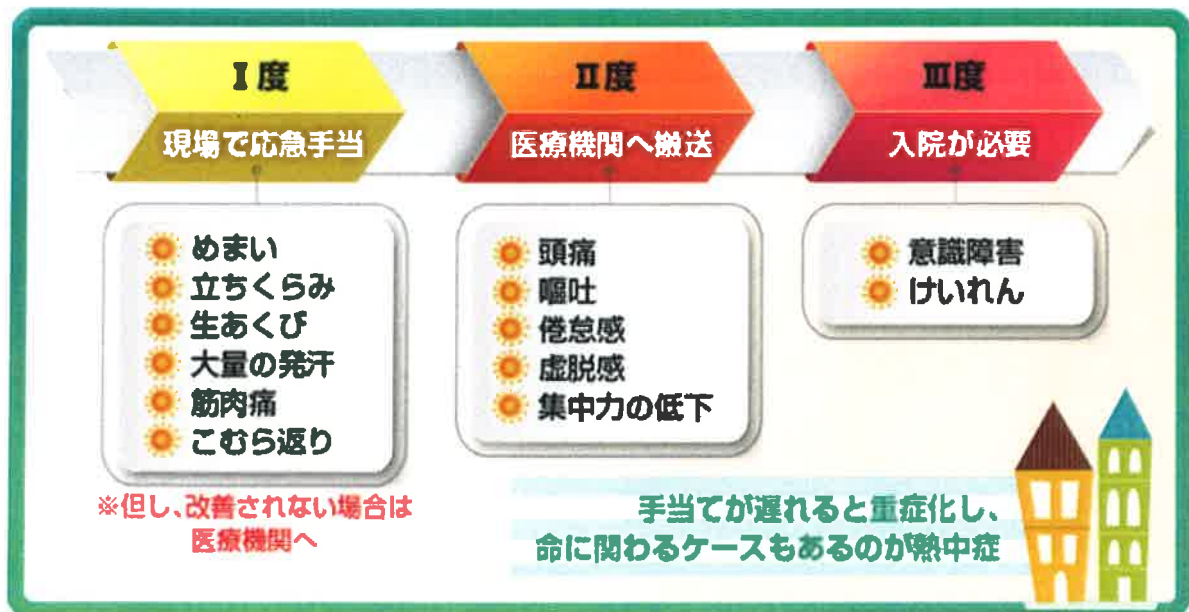 Ⅰ度
現場で応急手当
めまい
立ちくらみ
生あくび
大量の発汗
筋肉痛
こむら返り
※但し、改善されない場合は
医療機関へ
Ⅱ度
医療機関へ搬送
頭痛
嘔吐
倦怠感
虚脱感
集中力の低下
Ⅲ度
入院が必要
意識障害
けいれん
手当てが遅れると重症化し、
命に関わるケースもあるのが熱中症